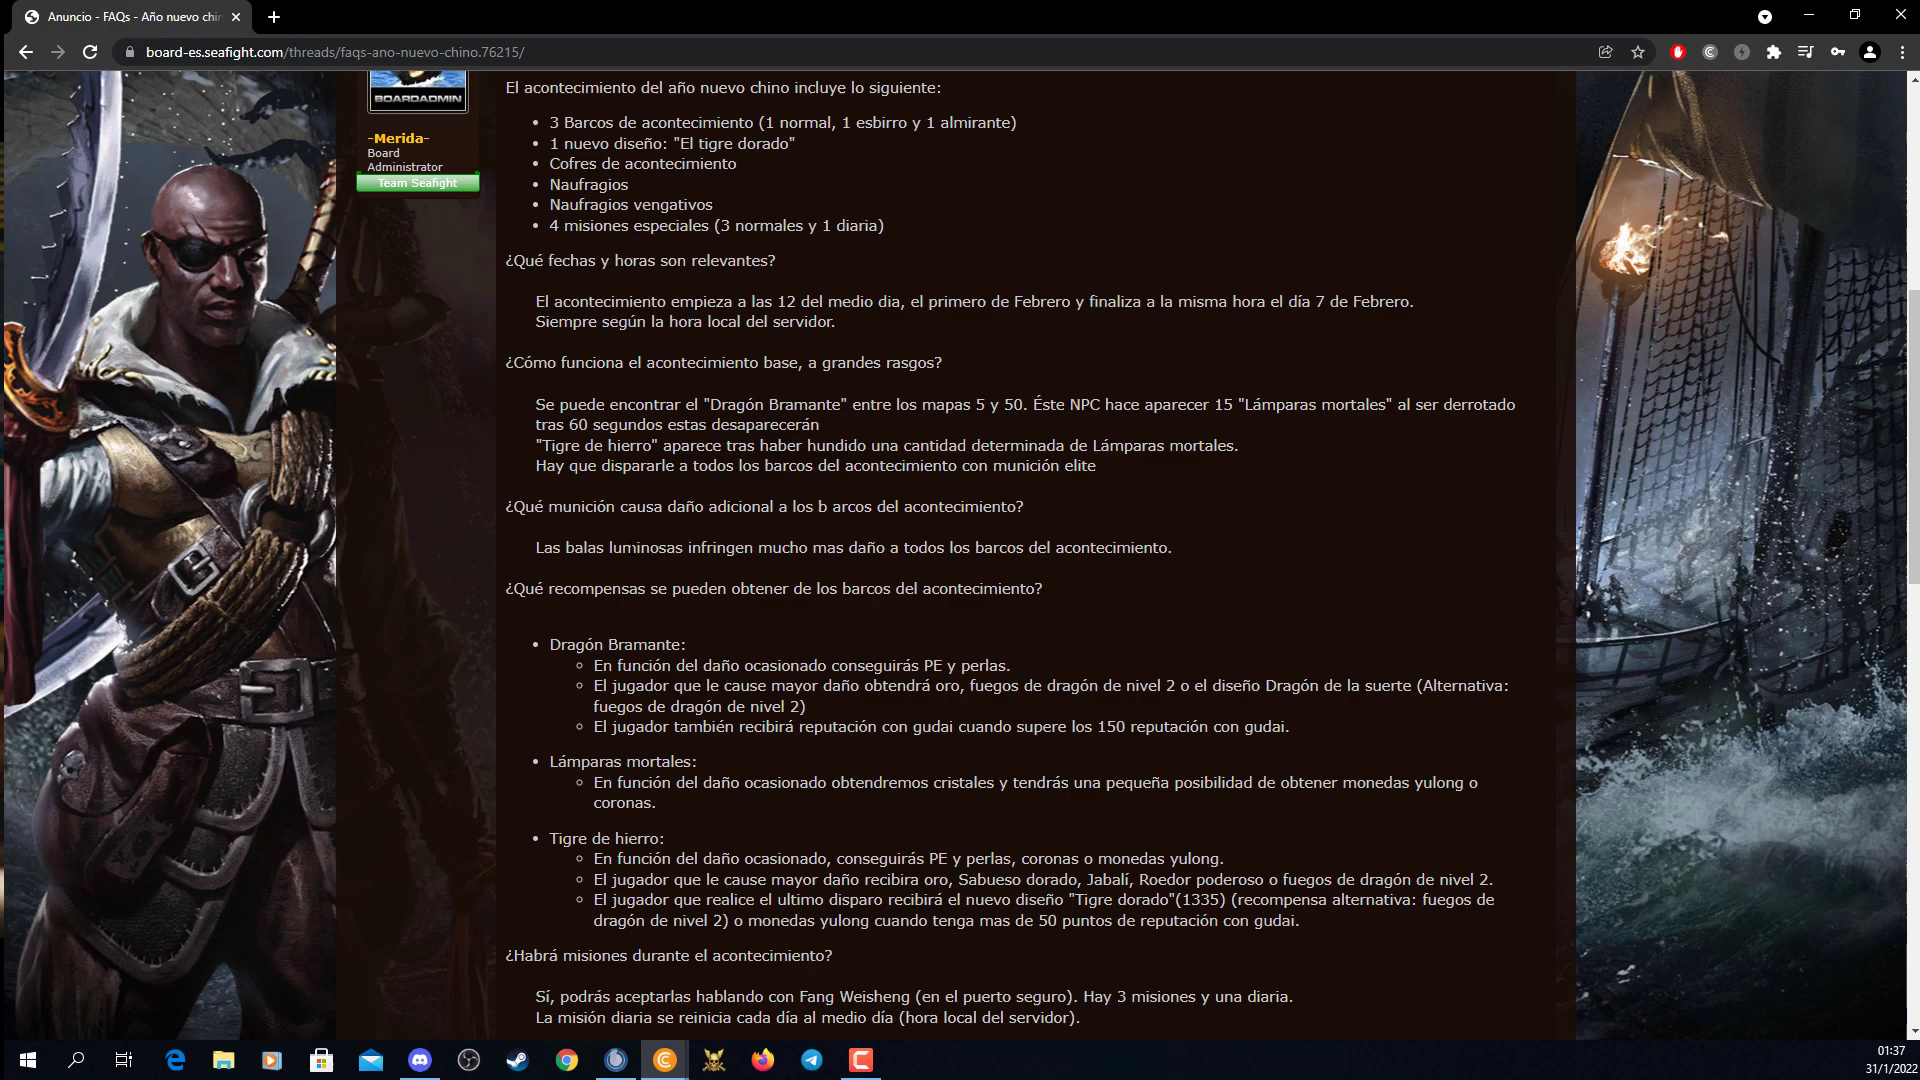 Anuncio - FAQs - Año nuevo chin
board-es.seafight.com/threads/faqs-ano-nuevo-chino.76215/
BOARDADMIN
-Merida-
Board
Administrator
Team Seafight
El acontecimiento del año nuevo chino incluye lo siguiente:
• 3 Barcos de acontecimiento (1 normal, 1 esbirro y 1 almirante)
• 1 nuevo diseño: "El tigre dorado"
• Cofres de acontecimiento
• Naufragios
• Naufragios vengativos
• 4 misiones especiales (3 normales y 1 diaria)
¿Qué fechas y horas son relevantes?
El acontecimiento empieza a las 12 del medio dia, el primero de Febrero y finaliza a la misma hora el día 7 de Febrero.
Siempre según la hora local del servidor.
¿Cómo funciona el acontecimiento base, a grandes rasgos?
Se puede encontrar el "Dragón Bramante" entre los mapas 5 y 50. Éste NPC hace aparecer 15 "Lámparas mortales" al ser derrotado
tras 60 segundos estas desaparecerán
"Tigre de hierro" aparece tras haber hundido una cantidad determinada de Lámparas mortales.
Hay que dispararle a todos los barcos del acontecimiento con munición elite
¿Qué munición causa daño adicional a los b arcos del acontecimiento?
Las balas luminosas infringen mucho mas daño a todos los barcos del acontecimiento.
¿Qué recompensas se pueden obtener de los barcos del acontecimiento?
• Dragón Bramante:
◦ En función del daño ocasionado conseguirás PE y perlas.
◦ El jugador que le cause mayor daño obtendrá oro, fuegos de dragón de nivel 2 o el diseño Dragón de la suerte (Alternativa:
fuegos de dragón de nivel 2)
◦ El jugador también recibirá reputación con gudai cuando supere los 150 reputación con gudai.
• Lámparas mortales:
◦ En función del daño ocasionado obtendremos cristales y tendrás una pequeña posibilidad de obtener monedas yulong o
coronas.
• Tigre de hierro:
◦ En función del daño ocasionado, conseguirás PE y perlas, coronas o monedas yulong.
◦ El jugador que le cause mayor daño recibira oro, Sabueso dorado, Jabalí, Roedor poderoso o fuegos de dragón de nivel 2.
◦ El jugador que realice el ultimo disparo recibirá el nuevo diseño "Tigre dorado"(1335) (recompensa alternativa: fuegos de
dragón de nivel 2) o monedas yulong cuando tenga mas de 50 puntos de reputación con gudai.
¿Habrá misiones durante el acontecimiento?
Sí, podrás aceptarlas hablando con Fang Weisheng (en el puerto seguro). Hay 3 misiones y una diaria.
La misión diaria se reinicia cada día al medio día (hora local del servidor).
01:37
31/1/2022